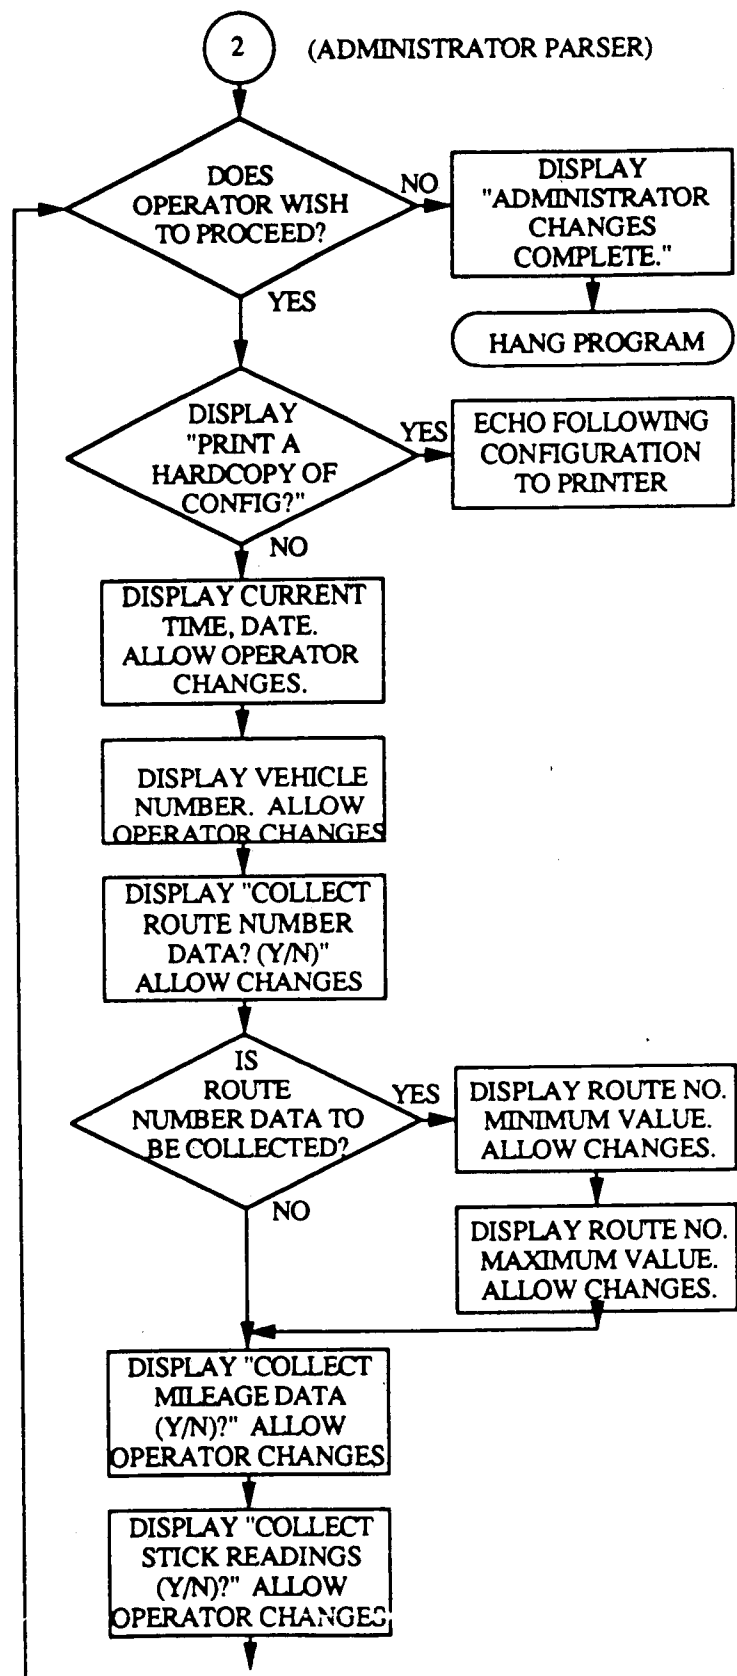 2 (ADMINISTRATOR PARSER)
DOES
OPERATOR WISH
TO PROCEED?
NO
DISPLAY
"ADMINISTRATOR
CHANGES
COMPLETE."
YES
HANG PROGRAM
DISPLAY
"PRINT A
HARDCOPY OF
CONFIG?"
YES
ECHO FOLLOWING
CONFIGURATION
TO PRINTER
NO
DISPLAY CURRENT
TIME, DATE.
ALLOW OPERATOR
CHANGES.
DISPLAY VEHICLE
NUMBER. ALLOW
OPERATOR CHANGES
DISPLAY "COLLECT
ROUTE NUMBER
DATA? (Y/N)"
ALLOW CHANGES
IS
ROUTE
NUMBER DATA TO
BE COLLECTED?
YES
DISPLAY ROUTE NO.
MINIMUM VALUE.
ALLOW CHANGES.
NO
DISPLAY ROUTE NO.
MAXIMUM VALUE.
ALLOW CHANGES.
DISPLAY "COLLECT
MILEAGE DATA
(Y/N)?" ALLOW
OPERATOR CHANGES
DISPLAY "COLLECT
STICK READINGS
(Y/N)?" ALLOW
OPERATOR CHANGES